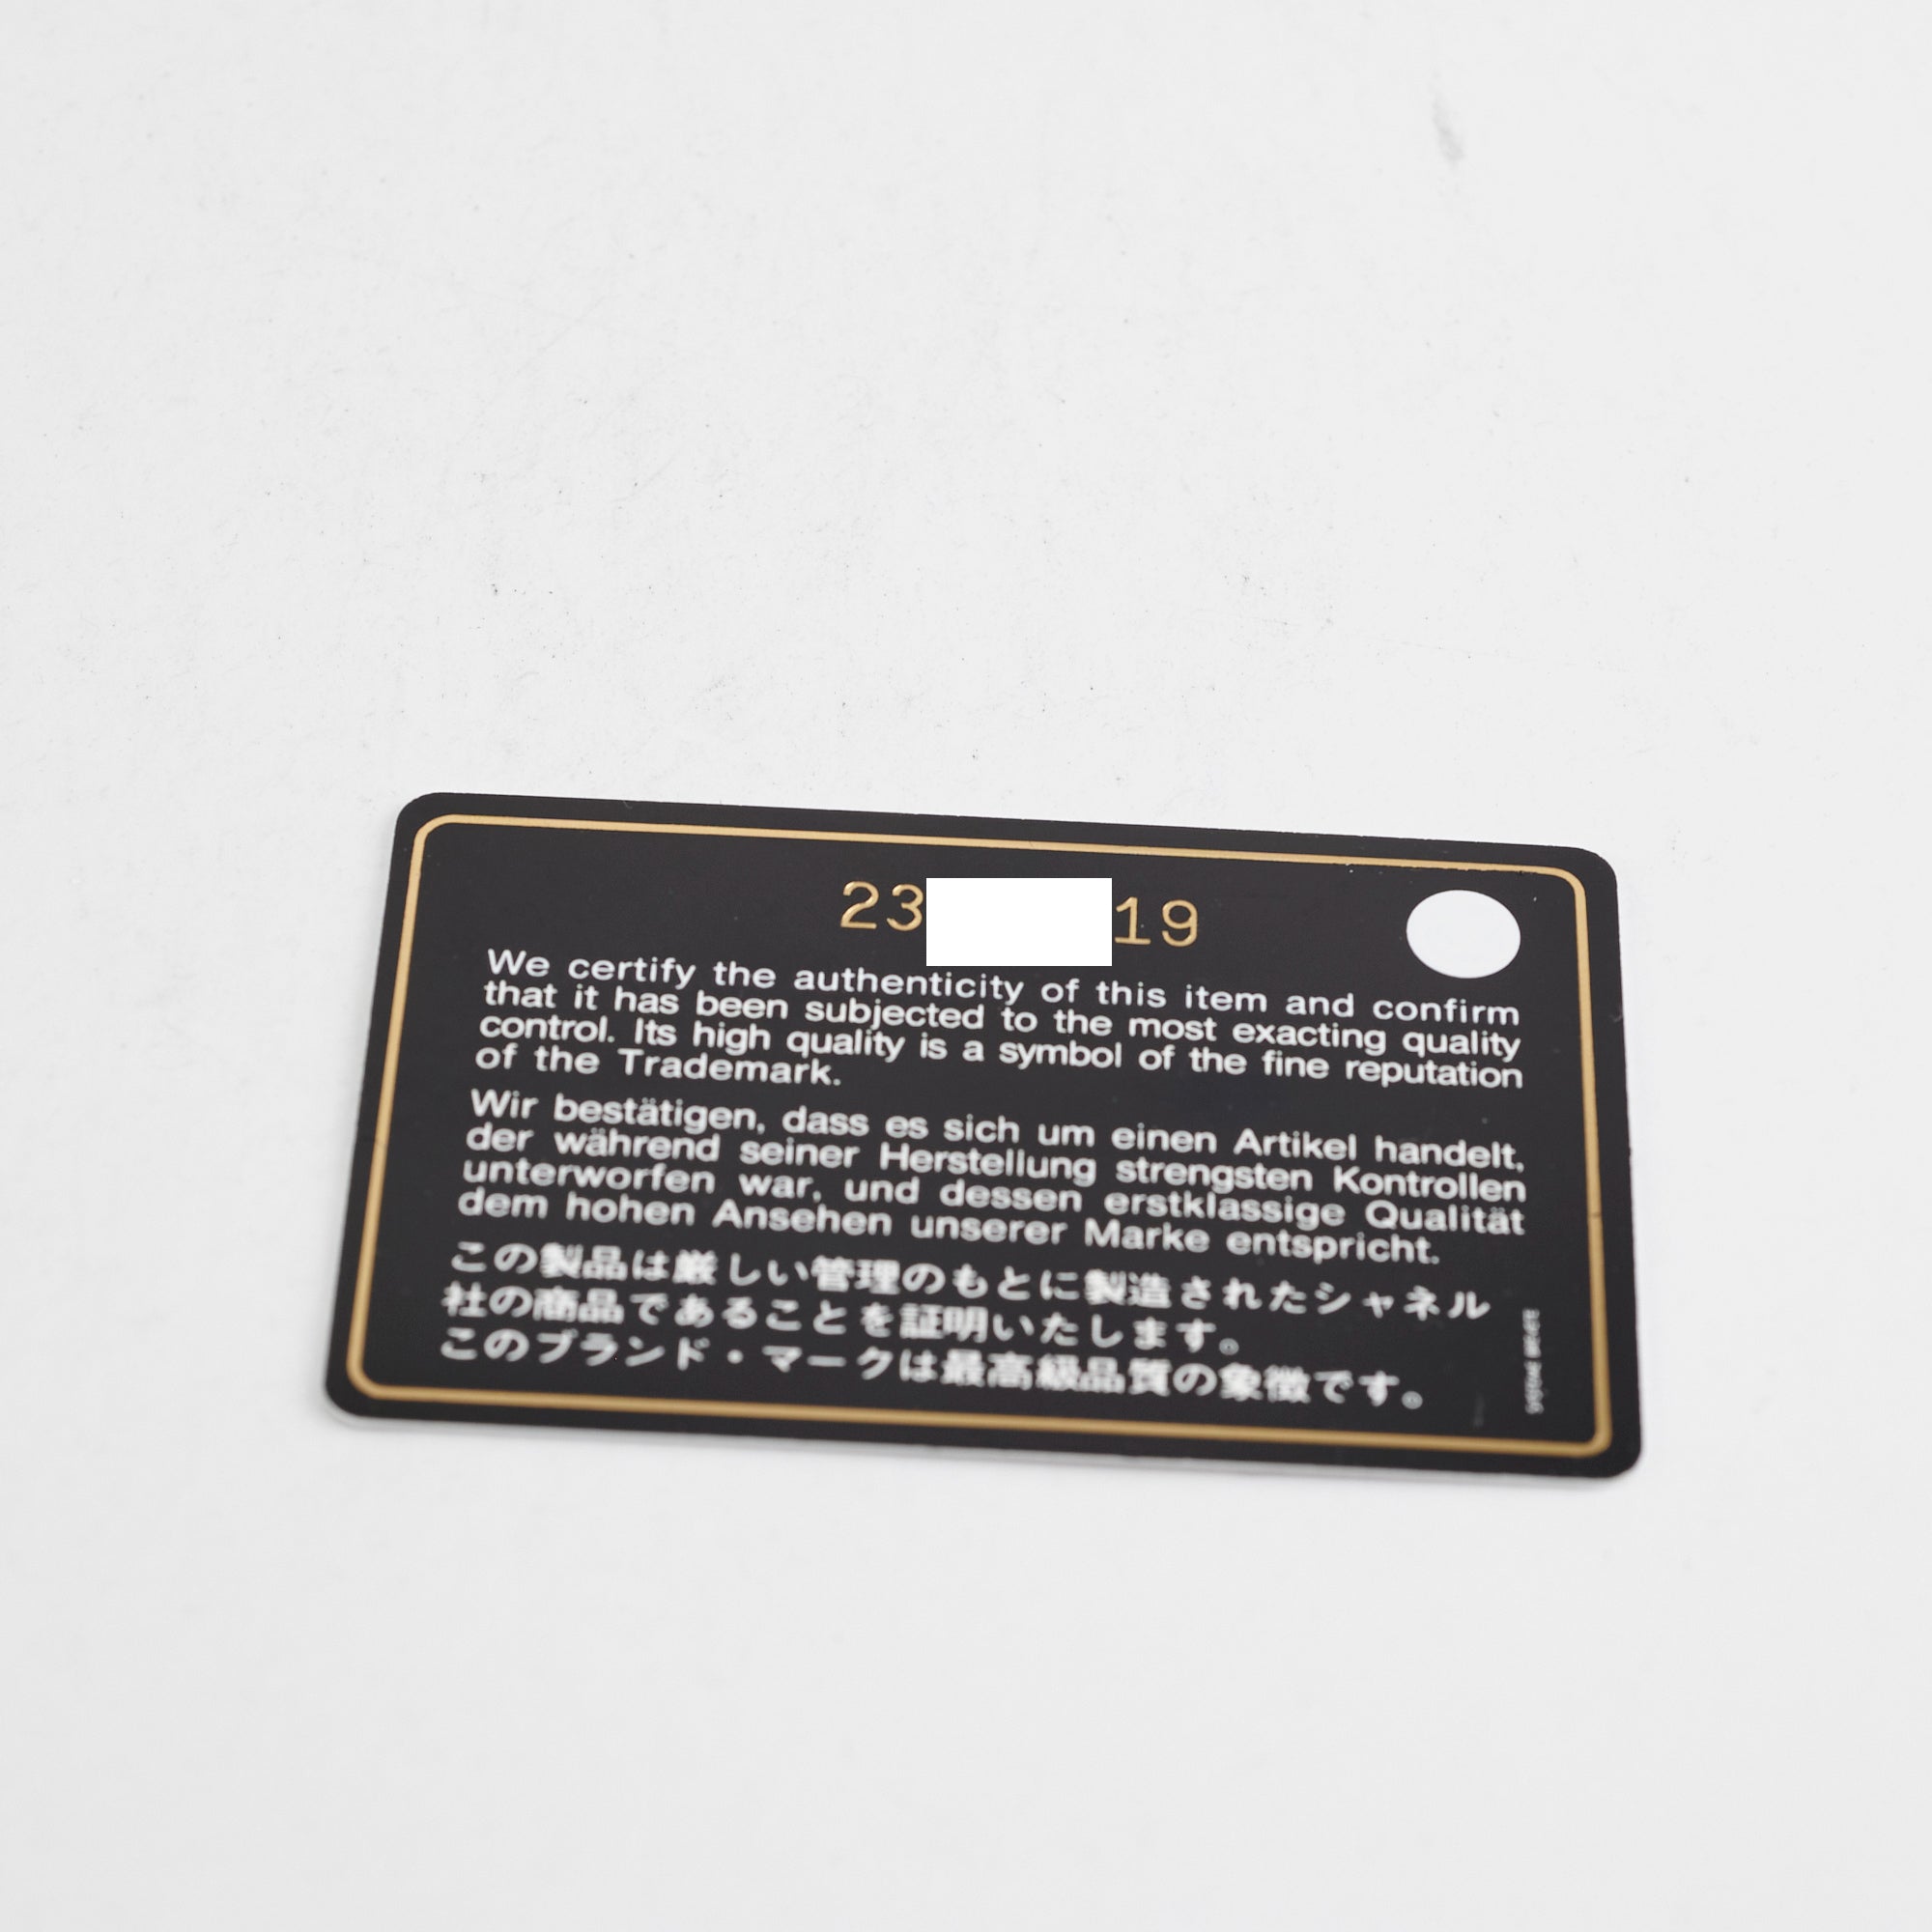 23 19
We certify the authenticity of this item and confirm
that it has been subjected to the most exacting quality
control. Its high quality is a symbol of the fine reputation
of the Trademark.
Wir bestätigen, dass es sich um einen Artikel handelt,
der während seiner Herstellung strengsten Kontrollen
unterworfen war, und dessen erstklassige Qualität
dem hohen Ansehen unserer Marke entspricht.
この製品は厳しい管理のもとに製造されたシャネル
社の商品であることを証明いたします。
このブランド・マークは最高級品質の象徴です。